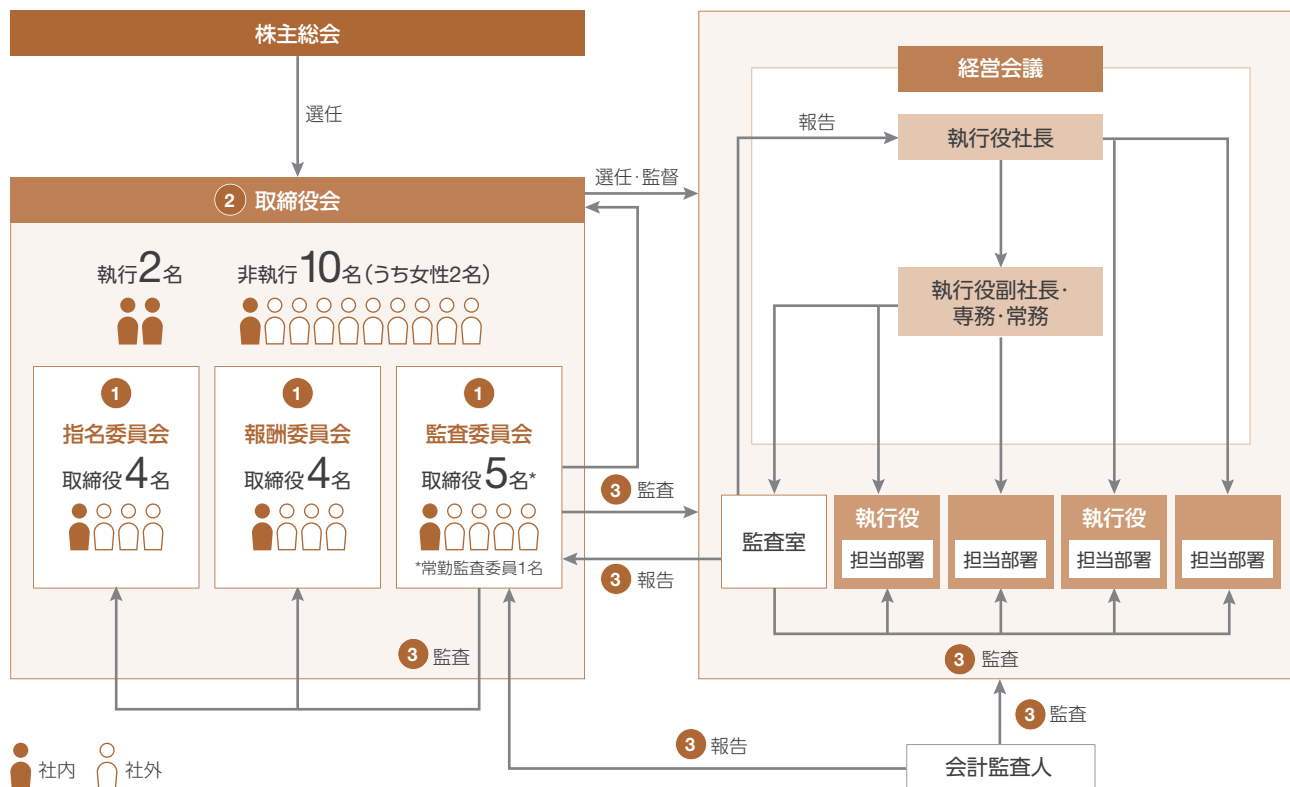 株主総会
選任
② 取締役会
選任・監督
執行2名
非執行10名(うち女性2名)
①
指名委員会
取締役4名
①
報酬委員会
取締役4名
①
監査委員会
取締役5名*
*常勤監査委員1名
③ 監査
③ 監査
③ 報告
経営会議
報告
執行役社長
執行役副社長・
専務・常務
監査室
執行役
担当部署
担当部署
執行役
担当部署
担当部署
③ 監査
③ 監査
③ 報告
会計監査人
社内
社外